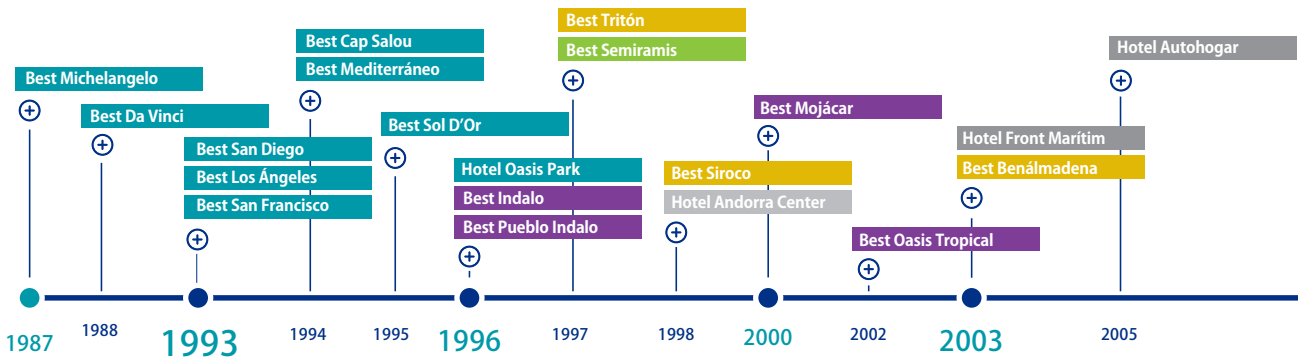 Best Michelangelo
Best Da Vinci
Best San Diego
Best Los Ángeles
Best San Francisco
Best Cap Salou
Best Mediterráneo
Best Sol D'Or
Hotel Oasis Park
Best Indalo
Best Pueblo Indalo
Best Tritón
Best Semiramis
Best Siroco
Hotel Andorra Center
Best Mojácar
Best Oasis Tropical
Hotel Front Marítim
Best Benálmadena
Hotel Autohogar
1987
1988
1993
1994
1995
1996
1997
1998
2000
2002
2003
2005